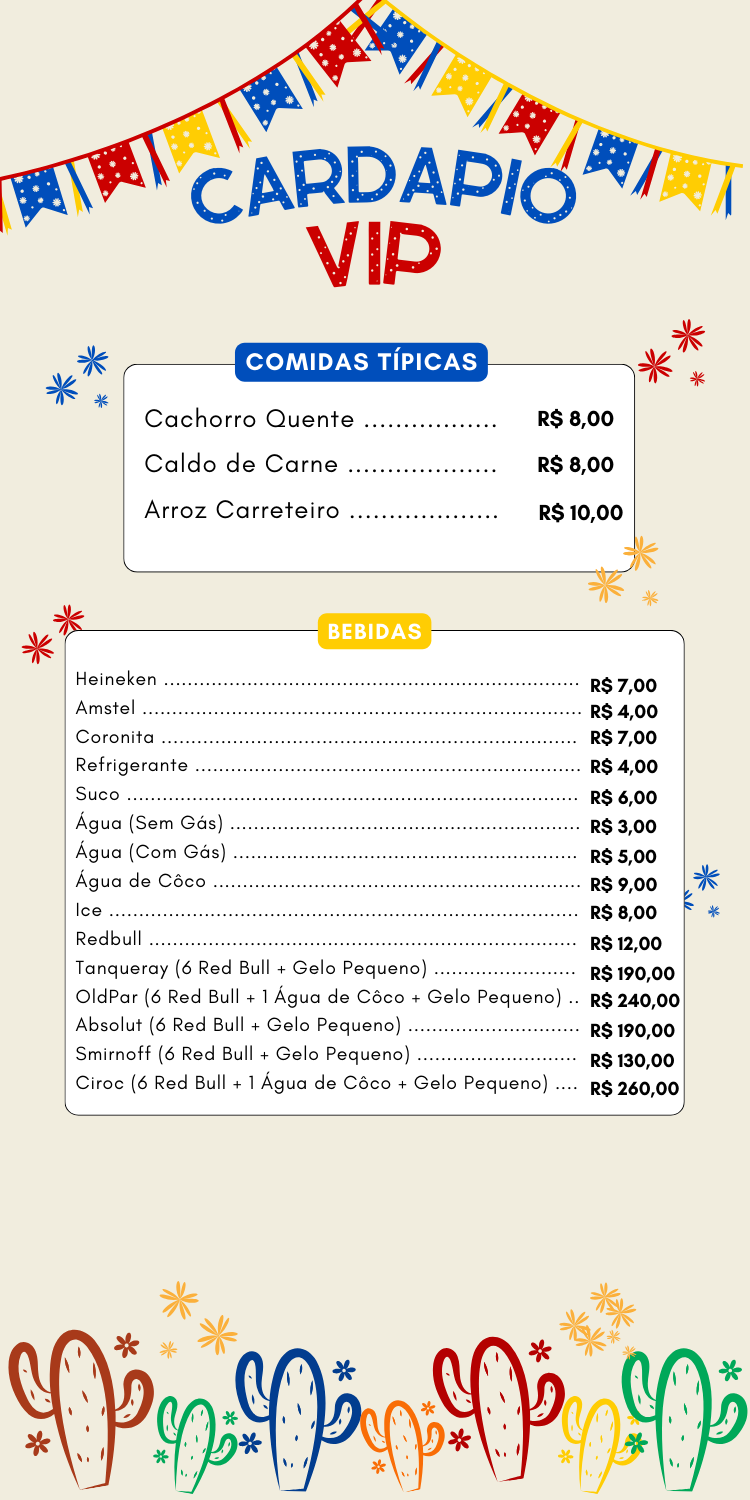 CARDAPIO
VIP
COMIDAS TÍPICAS
Cachorro Quente ................. R$ 8,00
Caldo de Carne ................... R$ 8,00
Arroz Carreteiro ................... R$ 10,00
BEBIDAS
Heineken ...................................................................... R$ 7,00
Amstel .......................................................................... R$ 4,00
Coronita ...................................................................... R$ 7,00
Refrigerante ................................................................. R$ 4,00
Suco ............................................................................ R$ 6,00
Água (Sem Gás) ........................................................... R$ 3,00
Água (Com Gás) .......................................................... R$ 5,00
Água de Côco .............................................................. R$ 9,00
Ice ............................................................................... R$ 8,00
Redbull ........................................................................ R$ 12,00
Tanqueray (6 Red Bull + Gelo Pequeno) ........................ R$ 190,00
OldPar (6 Red Bull + 1 Água de Côco + Gelo Pequeno) .. R$ 240,00
Absolut (6 Red Bull + Gelo Pequeno) ............................. R$ 190,00
Smirnoff (6 Red Bull + Gelo Pequeno) ........................... R$ 130,00
Ciroc (6 Red Bull + 1 Água de Côco + Gelo Pequeno) .... R$ 260,00